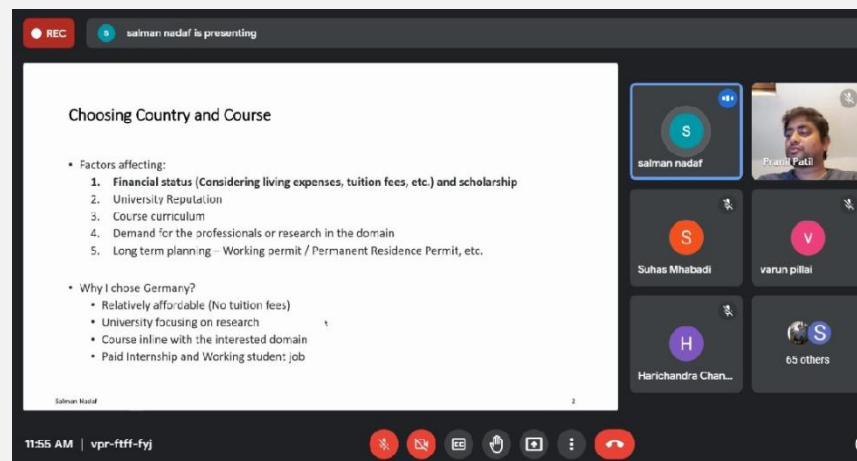 REC
S
salman nadaf is presenting
Choosing Country and Course
• Factors affecting:
1. Financial status (Considering living expenses, tuition fees, etc.) and scholarship
2. University Reputation
3. Course curriculum
4. Demand for the professionals or research in the domain
5. Long term planning – Working permit / Permanent Residence Permit, etc.
• Why I chose Germany?
• Relatively affordable (No tuition fees)
• University focusing on research
• Course inline with the interested domain
• Paid Internship and Working student job
Salman Nadaf
2
S
salman nadaf
Pranil Patil
S
Suhas Mhabadi
V
varun pillai
H
Harichandra Chan...
S
65 others
11:55 AM | vpr-ftff-fyj
CC